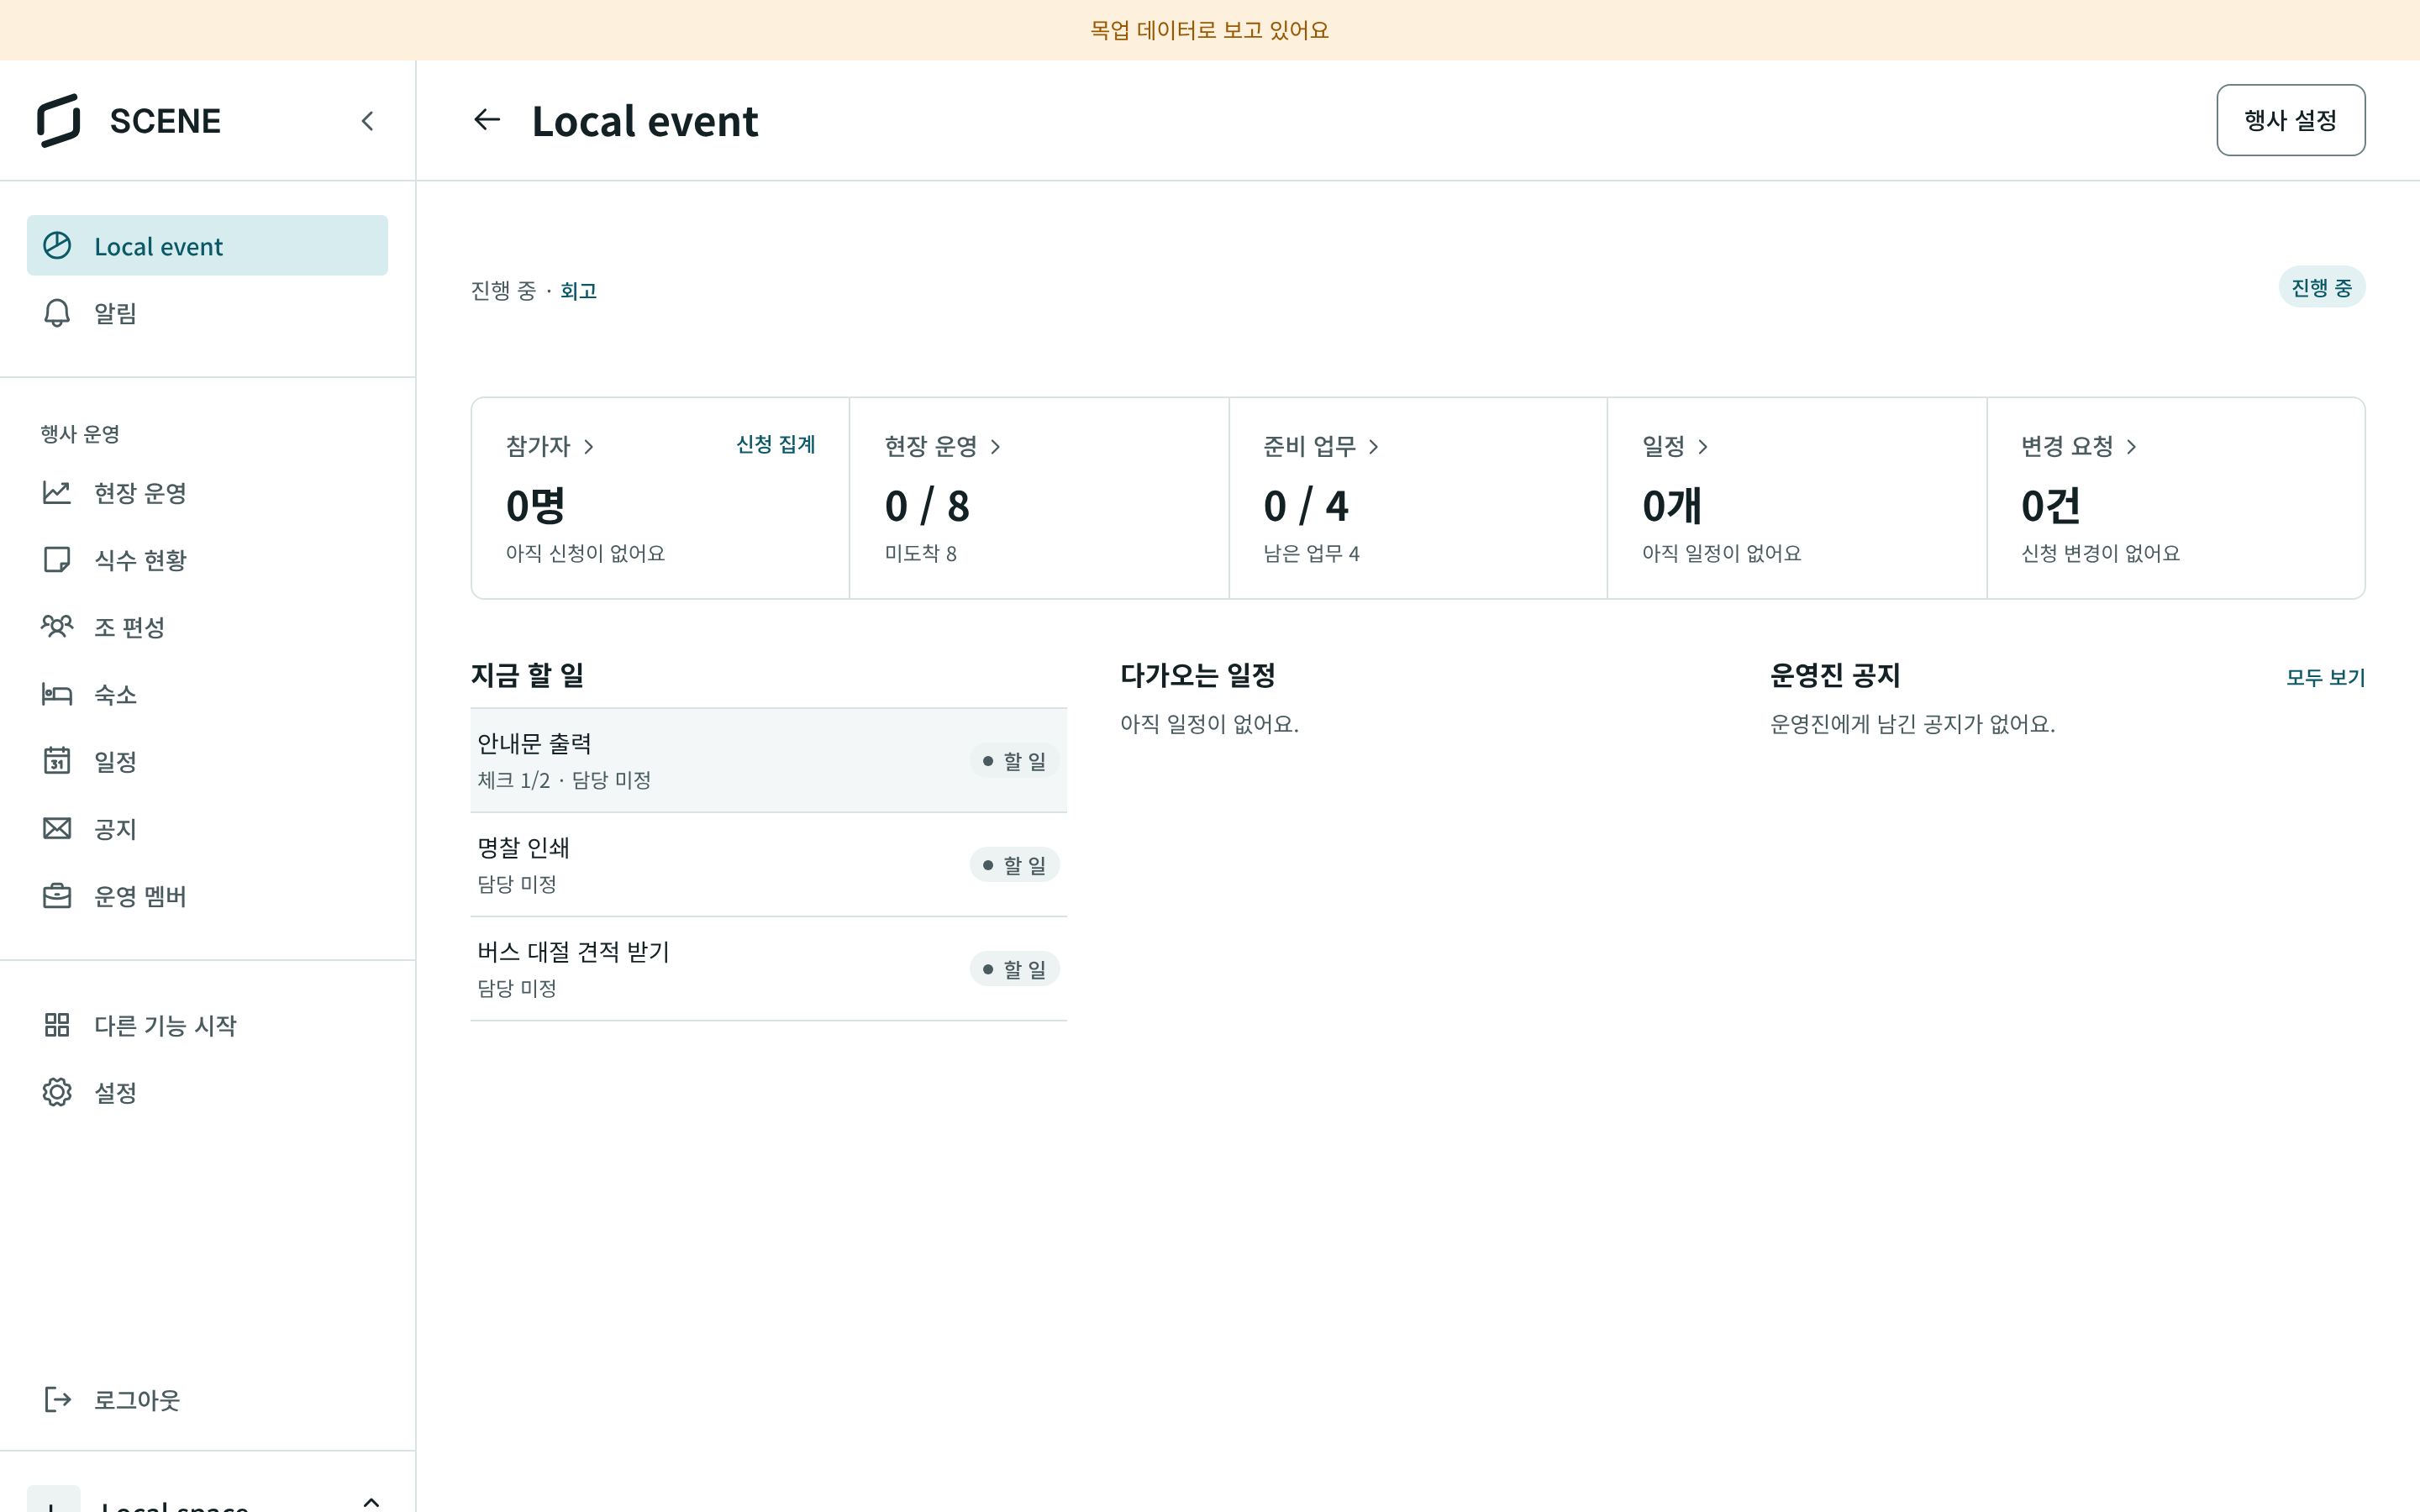 목업 데이터로 보고 있어요
SCENE
Local event
알림
행사 운영
현장 운영
식수 현황
조 편성
숙소
일정
공지
운영 멤버
다른 기능 시작
설정
로그아웃
Local space
Local event
행사 설정
진행 중 · 회고
진행 중
참가자
신청 집계
0명
아직 신청이 없어요
현장 운영
0 / 8
미도착 8
준비 업무
0 / 4
남은 업무 4
일정
0개
아직 일정이 없어요
변경 요청
0건
신청 변경이 없어요
지금 할 일
안내문 출력
체크 1/2 · 담당 미정
할 일
명찰 인쇄
담당 미정
할 일
버스 대절 견적 받기
담당 미정
할 일
다가오는 일정
아직 일정이 없어요.
운영진 공지
모두 보기
운영진에게 남긴 공지가 없어요.